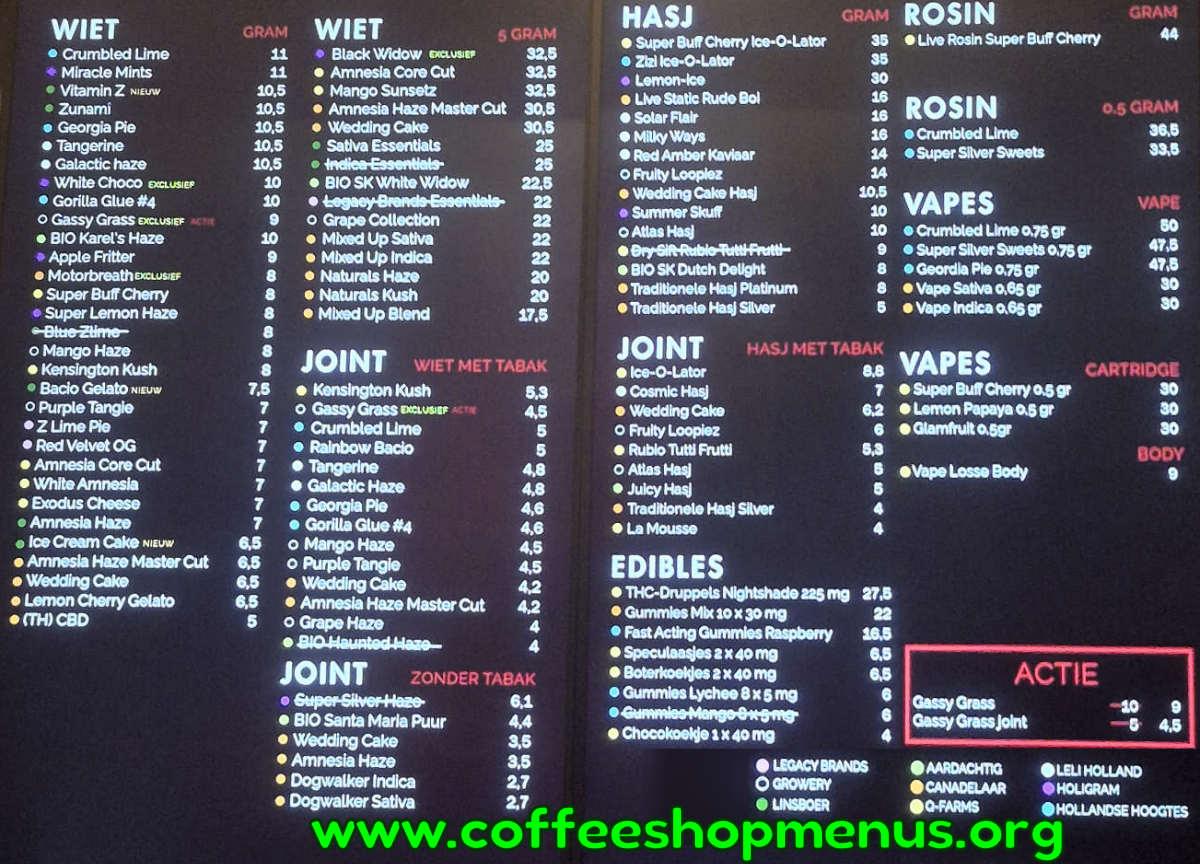 WIET GRAM
Crumbled Lime 11
Miracle Mints 11
Vitamin Z NIEUW 10,5
Zunami 10,5
Georgia Pie 10,5
Tangerine 10,5
Galactic haze 10,5
White Choco EXCLUSIEF 10
Gorilla Glue #4 10
Gassy Grass EXCLUSIEF ACTIE 9
BIO Karel's Haze 10
Apple Fritter 9
Motorbreath EXCLUSIEF 8
Super Buff Cherry 8
Super Lemon Haze 8
Blue Zlime 8
Mango Haze 8
Kensington Kush 8
Bacio Gelato NIEUW 7,5
Purple Tangie 7
Z Lime Pie 7
Red Velvet OG 7
Amnesia Core Cut 7
White Amnesia 7
Exodus Cheese 7
Amnesia Haze 7
Ice Cream Cake NIEUW 6,5
Amnesia Haze Master Cut 6,5
Wedding Cake 6,5
Lemon Cherry Gelato 6,5
(TH) CBD 5
WIET 5 GRAM
Black Widow EXCLUSIEF 32,5
Amnesia Core Cut 32,5
Mango Sunsetz 32,5
Amnesia Haze Master Cut 30,5
Wedding Cake 30,5
Sativa Essentials 25
Indica Essentials 25
BIO SK White Widow 22,5
Legacy Brands Essentials 22
Grape Collection 22
Mixed Up Sativa 22
Mixed Up Indica 22
Naturals Haze 20
Naturals Kush 20
Mixed Up Blend 17,5
JOINT WIET MET TABAK
Kensington Kush 5,3
Gassy Grass EXCLUSIEF ACTIE 4,5
Crumbled Lime 5
Rainbow Bacio 5
Tangerine 4,8
Galactic Haze 4,8
Georgia Pie 4,6
Gorilla Glue #4 4,6
Mango Haze 4,5
Purple Tangie 4,5
Wedding Cake 4,2
Amnesia Haze Master Cut 4,2
Grape Haze 4
BIO Haunted Haze 4
JOINT ZONDER TABAK
Super Silver Haze 6,1
BIO Santa Maria Puur 4,4
Wedding Cake 3,5
Amnesia Haze 3,5
Dogwalker Indica 2,7
Dogwalker Sativa 2,7
HASJ GRAM
Super Buff Cherry Ice-O-Lator 35
Zizi Ice-O-Lator 35
Lemon-Ice 30
Live Static Rude Boi 16
Solar Flair 16
Milky Ways 16
Red Amber Kaviaar 14
Fruity Loopiez 14
Wedding Cake Hasj 10,5
Summer Skuff 10
Atlas Hasj 10
Dry Sift Rubio Tutti Frutti 9
BIO SK Dutch Delight 8
Traditionele Hasj Platinum 8
Traditionele Hasj Silver 5
JOINT HASJ MET TABAK
Ice-O-Lator 8,8
Cosmic Hasj 7
Wedding Cake 6,2
Fruity Loopiez 6
Rubio Tutti Frutti 5,3
Atlas Hasj 5
Juicy Hasj 5
Traditionele Hasj Silver 4
La Mousse 4
EDIBLES
THC-Druppels Nightshade 225 mg 27,5
Gummies Mix 10 x 30 mg 22
Fast Acting Gummies Raspberry 16,5
Speculaasjes 2 x 40 mg 6,5
Boterkoekjes 2 x 40 mg 6,5
Gummies Lychee 8 x 5 mg 6
Gummies Mango 8 x 5 mg 6
Chocokoekje 1 x 40 mg 4
ROSIN GRAM
Live Rosin Super Buff Cherry 44
ROSIN 0.5 GRAM
Crumbled Lime 36,5
Super Silver Sweets 33,5
VAPES VAPE
Crumbled Lime 0,75 gr 50
Super Silver Sweets 0,75 gr 47,5
Geordia Pie 0,75 gr 47,5
Vape Sativa 0,65 gr 30
Vape Indica 0,65 gr 30
VAPES CARTRIDGE
Super Buff Cherry 0.5 gr 30
Lemon Papaya 0.5 gr 30
Glamfruit 0.5gr 30
BODY
Vape Losse Body 9
ACTIE
Gassy Grass 10 9
Gassy Grass joint 5 4,5
LEGACY BRANDS AARDACHTIG LELI HOLLAND
GROWERY CANADELAAR HOLIGRAM
LINSBOER Q-FARMS HOLLANDSE HOOGTES
www.coffeeshopmenus.org